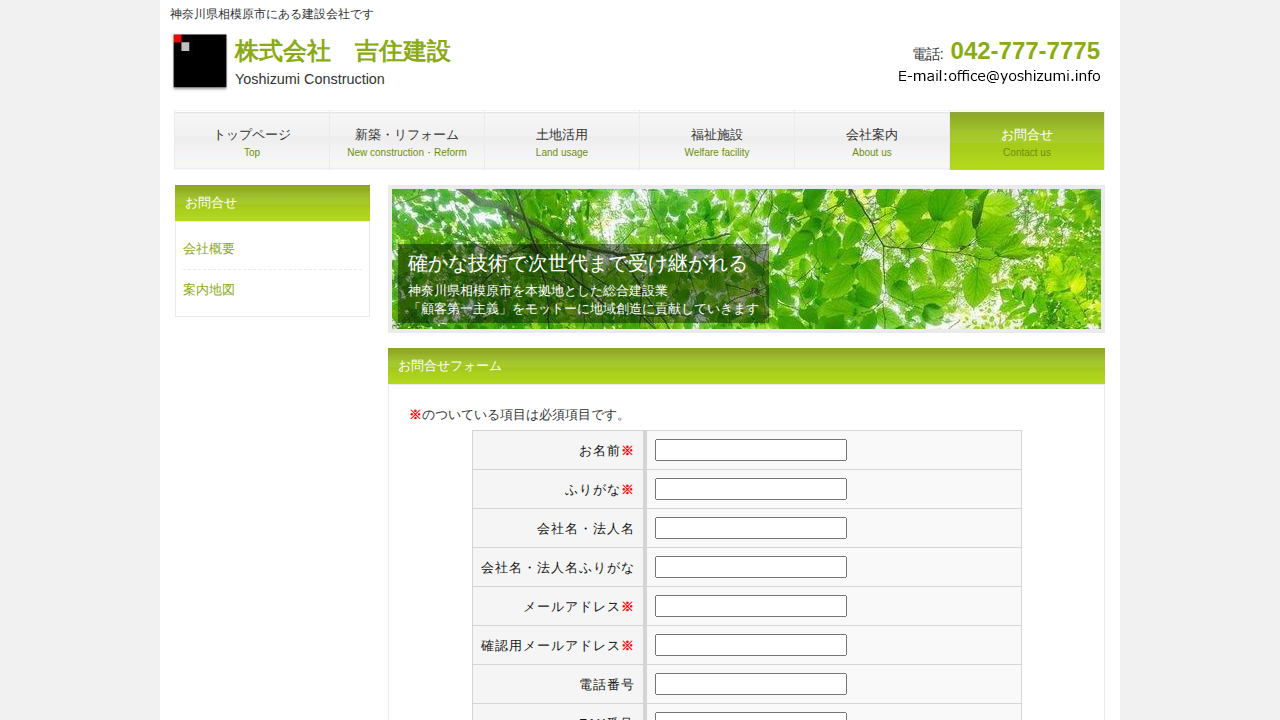 神奈川県相模原市にある建設会社です
株式会社　吉住建設
Yoshizumi Construction
電話: 042-777-7775
E-mail:office@yoshizumi.info
トップページ
Top
新築・リフォーム
New construction・Reform
土地活用
Land usage
福祉施設
Welfare facility
会社案内
About us
お問合せ
Contact us
お問合せ
会社概要
案内地図
確かな技術で次世代まで受け継がれる
神奈川県相模原市を本拠地とした総合建設業
「顧客第一主義」をモットーに地域創造に貢献していきます
お問合せフォーム
※のついている項目は必須項目です。
お名前※
ふりがな※
会社名・法人名
会社名・法人名ふりがな
メールアドレス※
確認用メールアドレス※
電話番号
FAX番号